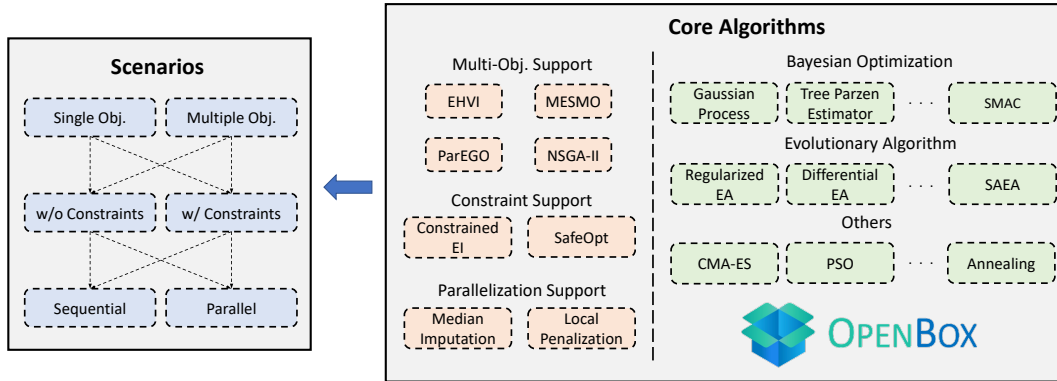 Scenarios
Single Obj.
Multiple Obj.
w/o Constraints
w/ Constraints
Sequential
Parallel
Core Algorithms
Multi-Obj. Support
EHVI
MESMO
ParEGO
NSGA-II
Constraint Support
Constrained
EI
SafeOpt
Parallelization Support
Median
Imputation
Local
Penalization
Bayesian Optimization
Gaussian
Process
Tree Parzen
Estimator
· · ·
SMAC
Evolutionary Algorithm
Regularized
EA
Differential
EA
· · ·
SAEA
Others
CMA-ES
PSO
· · ·
Annealing
OPENBOX